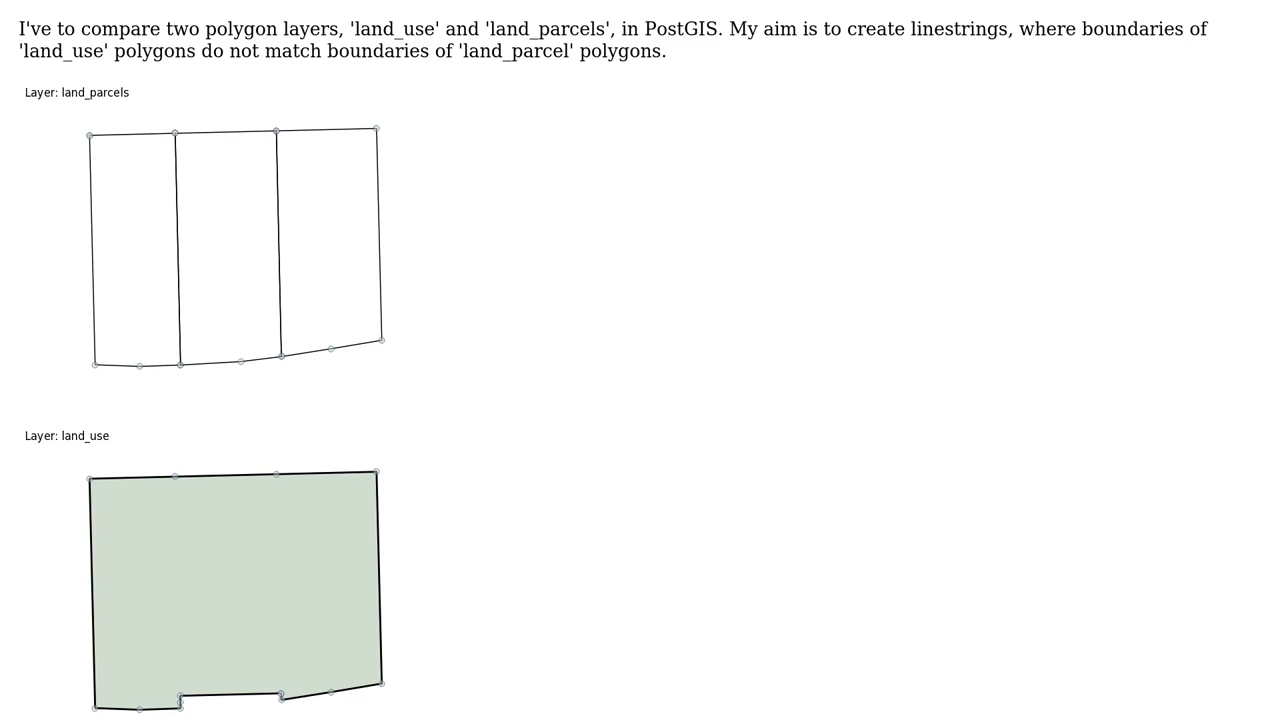 I've to compare two polygon layers, 'land_use' and 'land_parcels', in PostGIS. My aim is to create linestrings, where boundaries of
'land_use' polygons do not match boundaries of 'land_parcel' polygons.
Layer: land_parcels
Layer: land_use